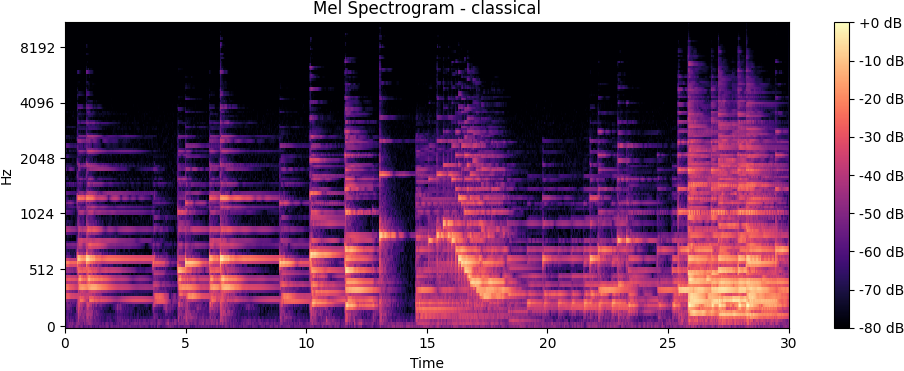 Mel Spectrogram - classical
Hz
8192
4096
2048
1024
512
0
0 5 10 15 20 25 30
Time
+0 dB
-10 dB
-20 dB
-30 dB
-40 dB
-50 dB
-60 dB
-70 dB
-80 dB